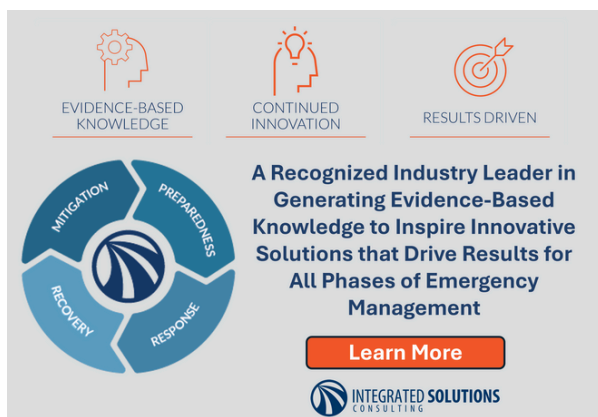 EVIDENCE-BASED
KNOWLEDGE
CONTINUED
INNOVATION
RESULTS DRIVEN
MITIGATION
PREPAREDNESS
RECOVERY
RESPONSE
A Recognized Industry Leader in
Generating Evidence-Based
Knowledge to Inspire Innovative
Solutions that Drive Results for
All Phases of Emergency
Management
Learn More
INTEGRATED SOLUTIONS
CONSULTING